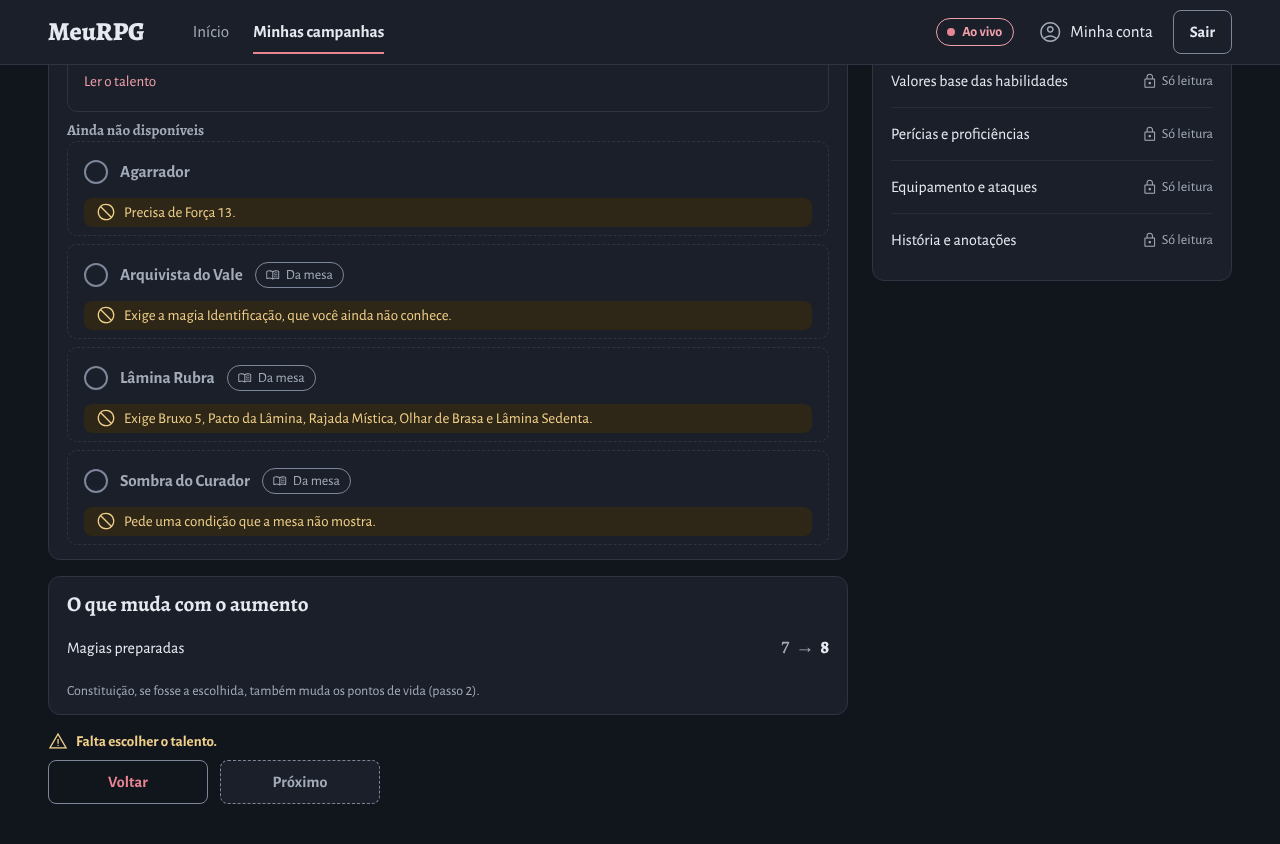 MeuRPG
Início
Minhas campanhas
Ao vivo
Minha conta
Sair
Ler o talento
Ainda não disponíveis
Agarrador
Precisa de Força 13.
Arquivista do Vale
Da mesa
Exige a magia Identificação, que você ainda não conhece.
Lâmina Rubra
Da mesa
Exige Bruxo 5, Pacto da Lâmina, Rajada Mística, Olhar de Brasa e Lâmina Sedenta.
Sombra do Curador
Da mesa
Pede uma condição que a mesa não mostra.
O que muda com o aumento
Magias preparadas
7 → 8
Constituição, se fosse a escolhida, também muda os pontos de vida (passo 2).
Falta escolher o talento.
Voltar
Próximo
Valores base das habilidades
Só leitura
Perícias e proficiências
Só leitura
Equipamento e ataques
Só leitura
História e anotações
Só leitura